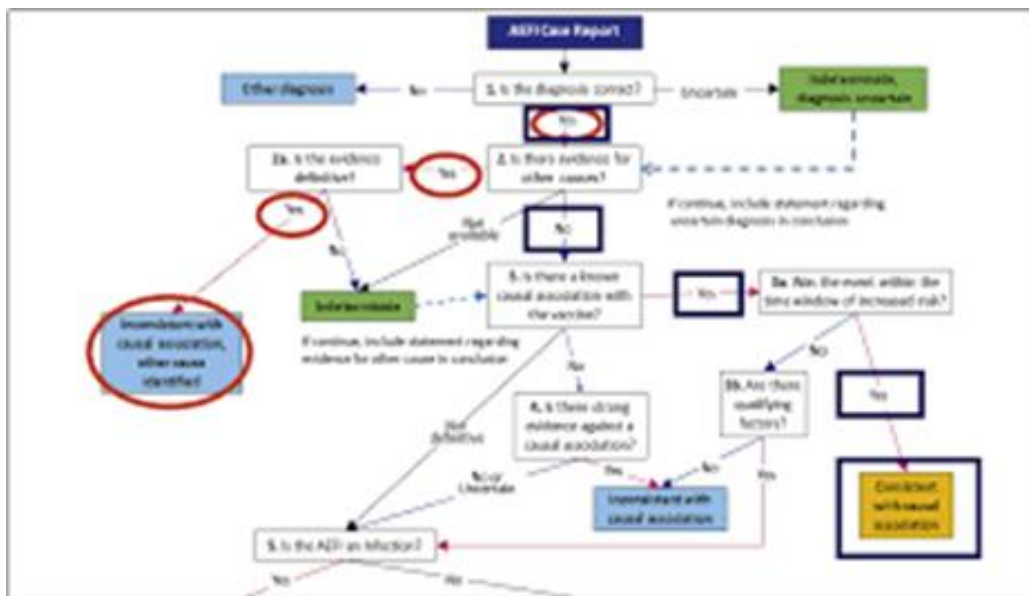 AEFI Case Report
1. Is the diagnosis correct?
No
Other diagnosis
Uncertain
Indeterminate,
diagnosis uncertain
Yes
2. Is there evidence for
other causes?
Yes
2a. Is the evidence
definitive?
Yes
No
Not
available
No
If continue, include statement regarding
uncertain diagnosis in conclusion
Inconsistent with
causal association,
other cause
identified
Indeterminate
If continue, include statement regarding
evidence for other cause in conclusion
3. Is there a known
causal association with
the vaccine?
Yes
3a. Was the event within the
time window of increased risk?
No
Yes
3b. Are there
qualifying
factors?
No
Yes
Consistent
with causal
association
Not
definitive
No
4. Is there strong
evidence against a
causal association?
No or
Uncertain
Yes
Inconsistent with
causal association
5. Is the AEFI an infection?
Yes
No